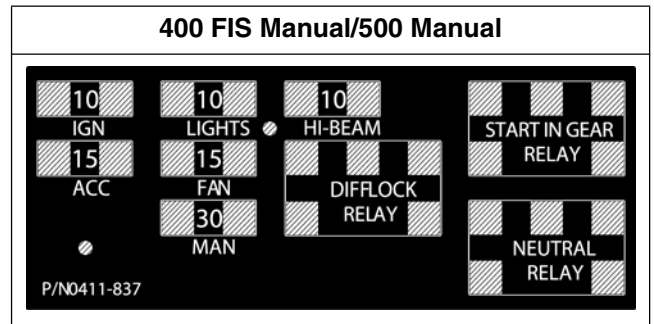 400 FIS Manual/500 Manual
10 10 10
IGN LIGHTS HI-BEAM
START IN GEAR
RELAY
15 15
ACC FAN
DIFFLOCK
RELAY
30
MAN
NEUTRAL
RELAY
P/N0411-837